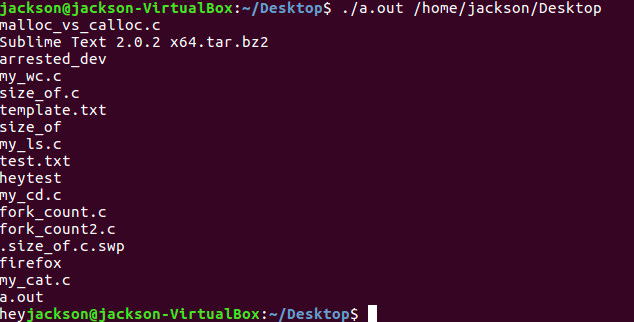 jackson@jackson-VirtualBox:~/Desktop$ ./a.out /home/jackson/Desktop
malloc_vs_calloc.c
Sublime Text 2.0.2 x64.tar.bz2
arrested_dev
my_wc.c
size_of.c
template.txt
size_of
my_ls.c
test.txt
heytest
my_cd.c
fork_count.c
fork_count2.c
.size_of.c.swp
firefox
my_cat.c
a.out
heyjackson@jackson-VirtualBox:~/Desktop$